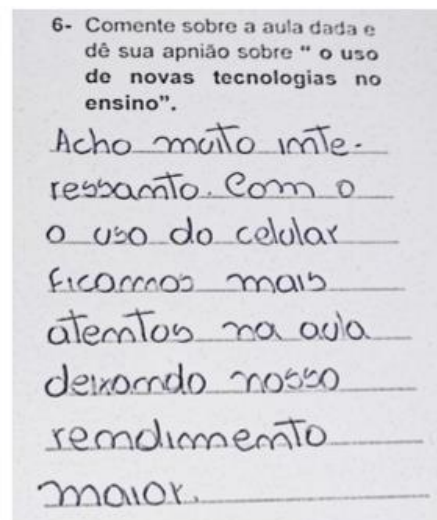 6- Comente sobre a aula dada e
dê sua apnião sobre " o uso
de novas tecnologias no
ensino".
Acho muito inte-
ressanto. Com o
o uso do celular
ficamos mais
atentos na aula
deixando nosso
rendimento
maior.